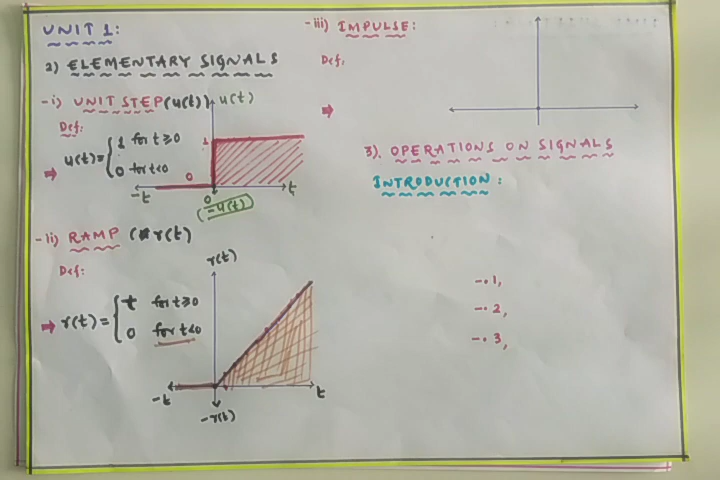 UNIT 1:
2) ELEMENTARY SIGNALS
-i) UNIT STEP (u(t))
Def:
u(t) = { 1 for t≥0
0 for t<0
u(t)
1
0
-t
t
0
(-u(t))
-ii) RAMP ( r(t)
Def:
r(t) = { t for t≥0
0 for t<0
r(t)
-t
t
-r(t)
-iii) IMPULSE:
Def:
3). OPERATIONS ON SIGNALS
INTRODUCTION:
-. 1,
-. 2,
-. 3,